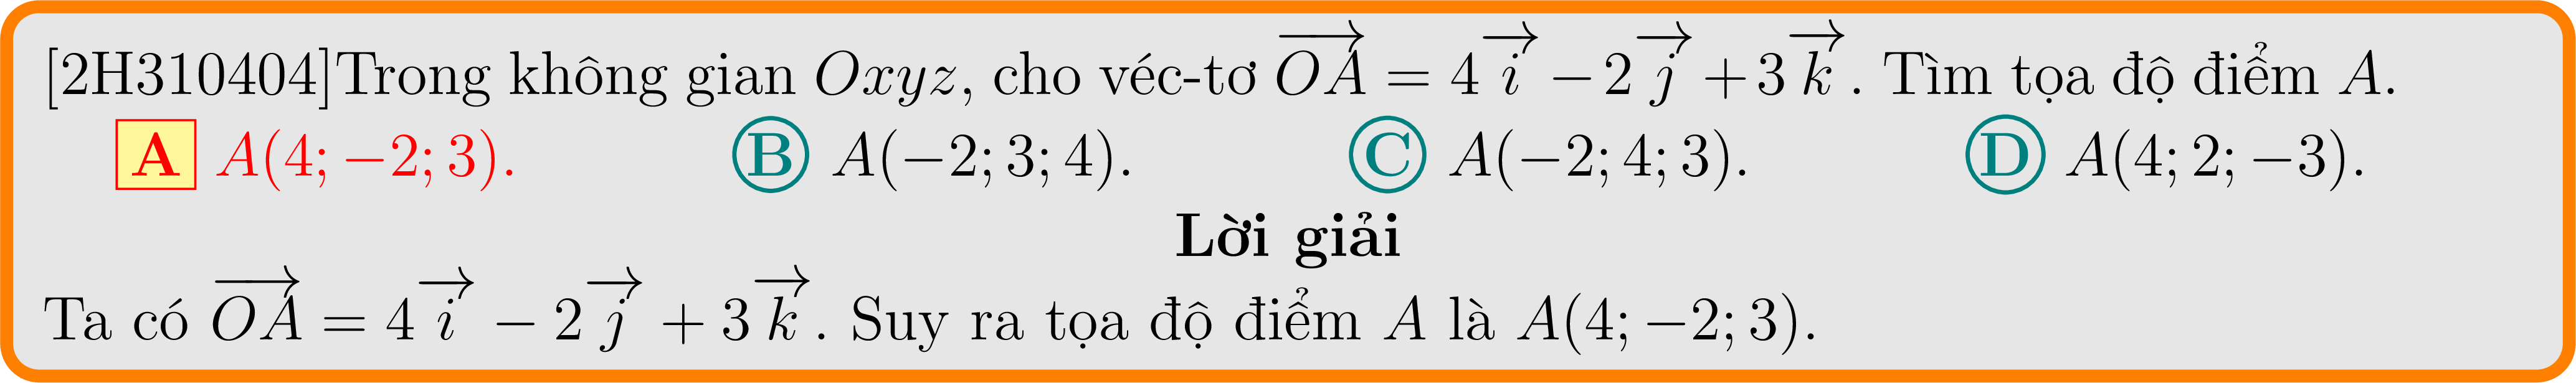 [2H310404]Trong không gian Oxyz, cho véc-tơ $\overrightarrow{OA} = 4\overrightarrow{i} - 2\overrightarrow{j} + 3\overrightarrow{k}$. Tìm tọa độ điểm A.
A A(4; −2; 3). B A(−2; 3; 4). C A(−2; 4; 3). D A(4; 2; −3).
Lời giải
Ta có $\overrightarrow{OA} = 4\overrightarrow{i} - 2\overrightarrow{j} + 3\overrightarrow{k}$. Suy ra tọa độ điểm A là A(4; −2; 3).